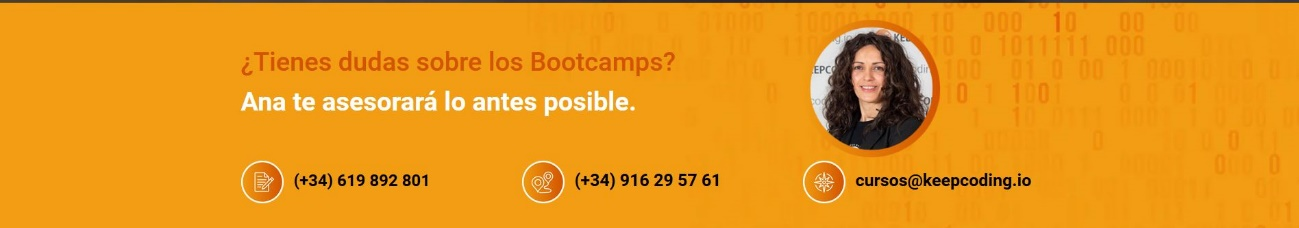 ¿Tienes dudas sobre los Bootcamps?
Ana te asesorará lo antes posible.
(+34) 619 892 801
(+34) 916 29 57 61
cursos@keepcoding.io